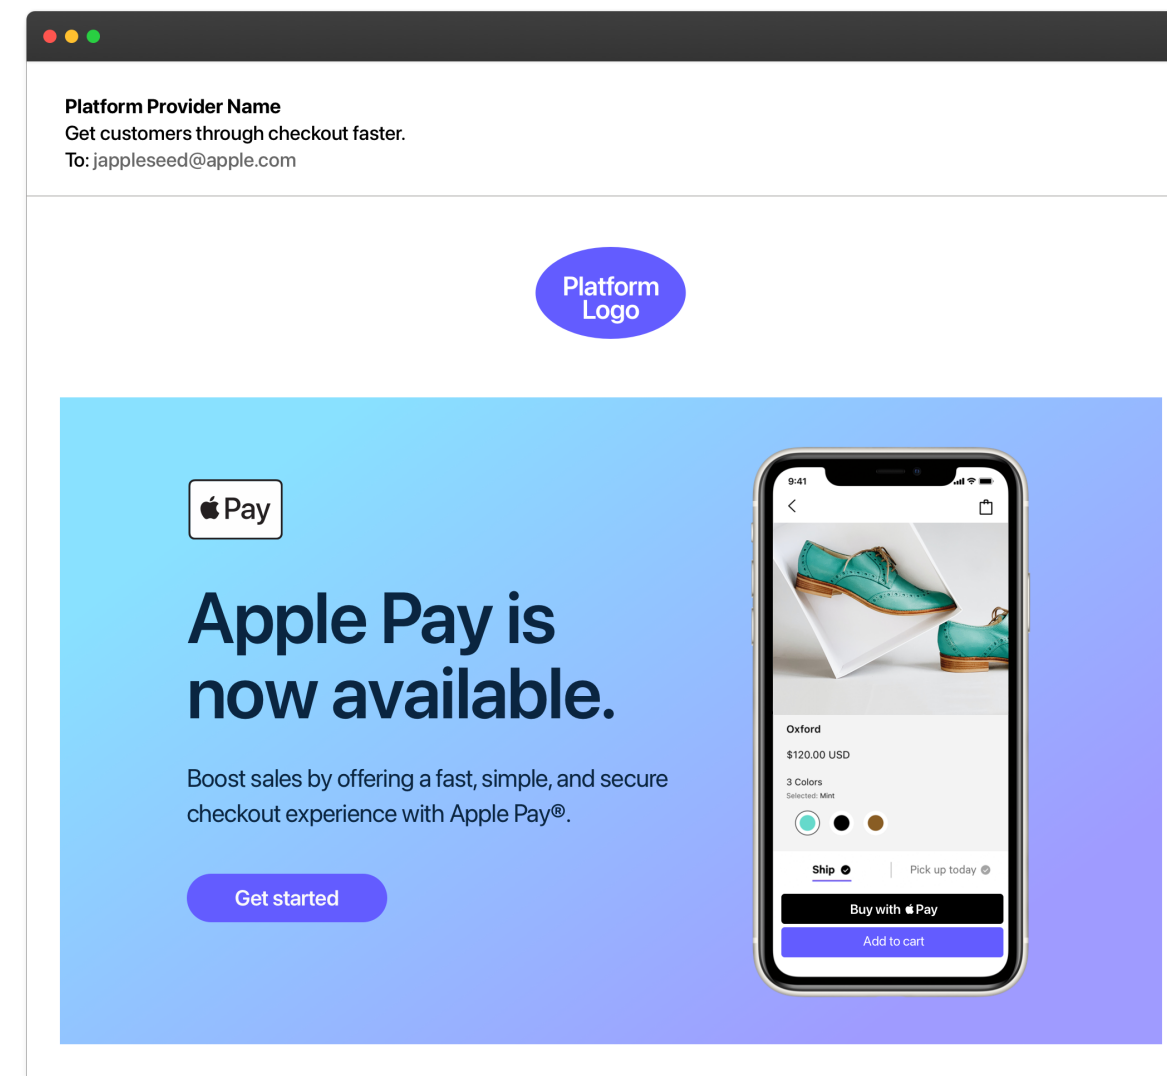 Platform Provider Name
Get customers through checkout faster.
To: jappleseed@apple.com
Platform
Logo
Pay
Apple Pay is
now available.
Boost sales by offering a fast, simple, and secure
checkout experience with Apple Pay®.
Get started
9:41
Oxford
$120.00 USD
3 Colors
Selected: Mint
Ship
Pick up today
Buy with Pay
Add to cart